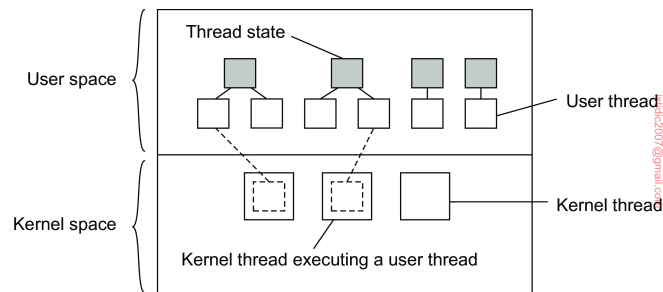 Thread state
User space
User thread
Kernel space
Kernel thread
Kernel thread executing a user thread